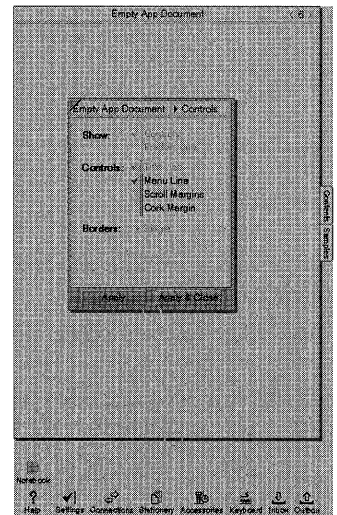 Empty App Document < 6
Empty App Document ▸ Controls
Show:
Controls:
✓ Menu Line
Scroll Margins
Cork Margin
Borders:
Apply Apply & Close
Contents Samples
Notebook
Help Settings Connections Stationery Accessories Keyboard Inbox Outbox